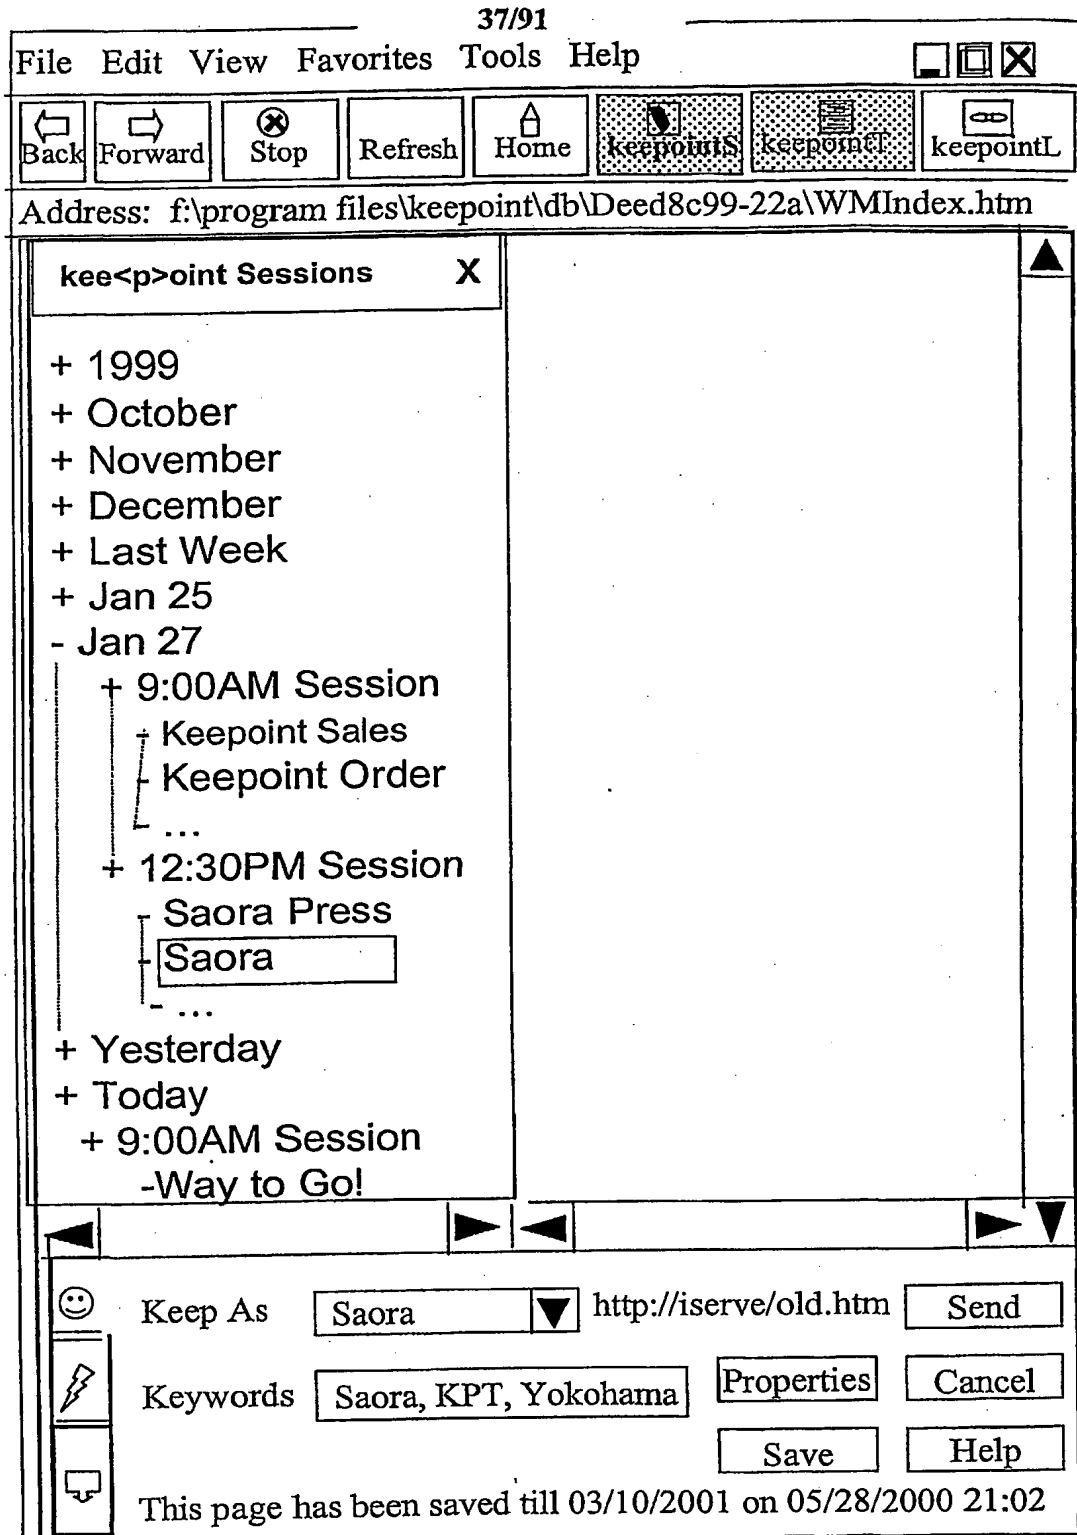 37/91
File Edit View Favorites Tools Help
Back Forward Stop Refresh Home keepointS keepointT keepointL
Address: f:\program files\keepoint\db\Deed8c99-22a\WMIndex.htm
kee<p>oint Sessions X
+ 1999
+ October
+ November
+ December
+ Last Week
+ Jan 25
- Jan 27
+ 9:00AM Session
+ Keepoint Sales
- Keepoint Order
- ...
+ 12:30PM Session
- Saora Press
- Saora
- ...
+ Yesterday
+ Today
+ 9:00AM Session
-Way to Go!
Keep As Saora http://iserve/old.htm Send
Keywords Saora, KPT, Yokohama Properties Cancel
Save Help
This page has been saved till 03/10/2001 on 05/28/2000 21:02